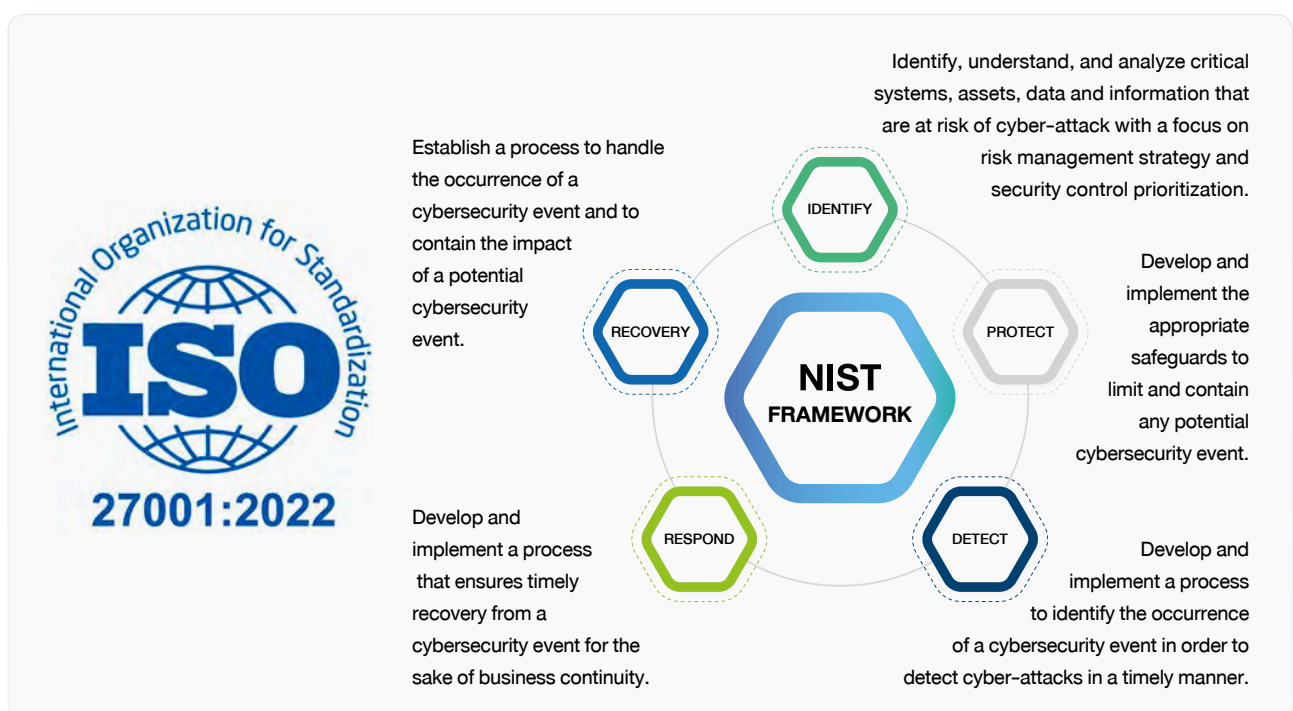 International Organization for Standardization
ISO
27001:2022
Identify, understand, and analyze critical
systems, assets, data and information that
are at risk of cyber-attack with a focus on
risk management strategy and
security control prioritization.
IDENTIFY
Establish a process to handle
the occurrence of a
cybersecurity event and to
contain the impact
of a potential
cybersecurity
event.
RECOVERY
PROTECT
Develop and
implement the
appropriate
safeguards to
limit and contain
any potential
cybersecurity event.
NIST
FRAMEWORK
RESPOND
Develop and
implement a process
that ensures timely
recovery from a
cybersecurity event for the
sake of business continuity.
DETECT
Develop and
implement a process
to identify the occurrence
of a cybersecurity event in order to
detect cyber-attacks in a timely manner.